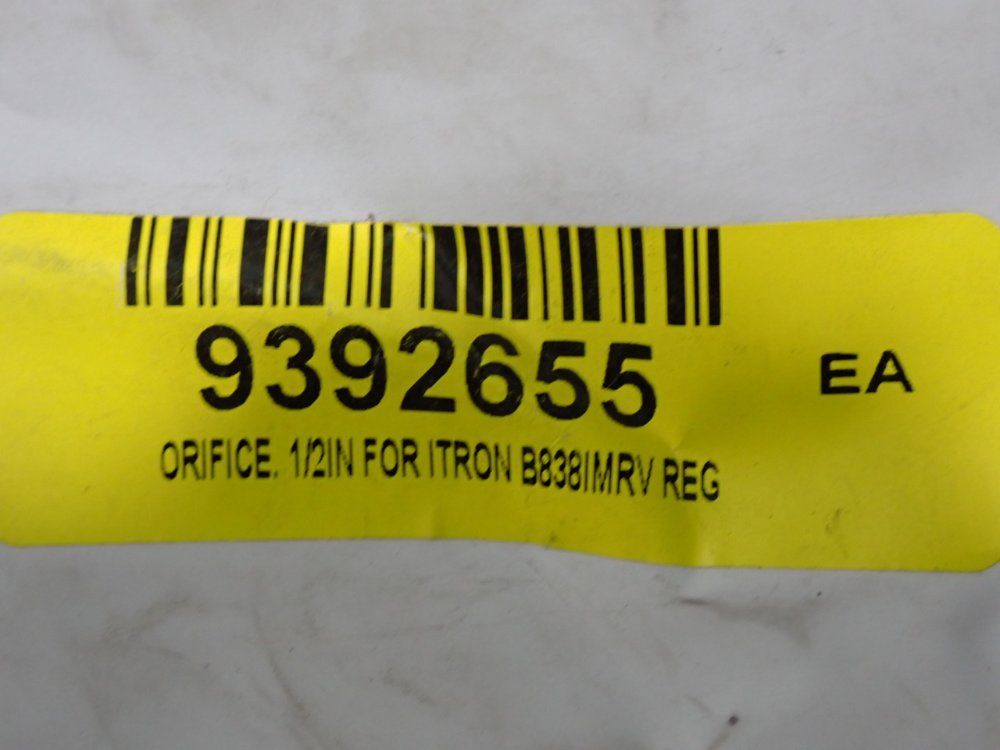 9392655
EA
ORIFICE. 1/2IN FOR ITRON B838IMRV REG